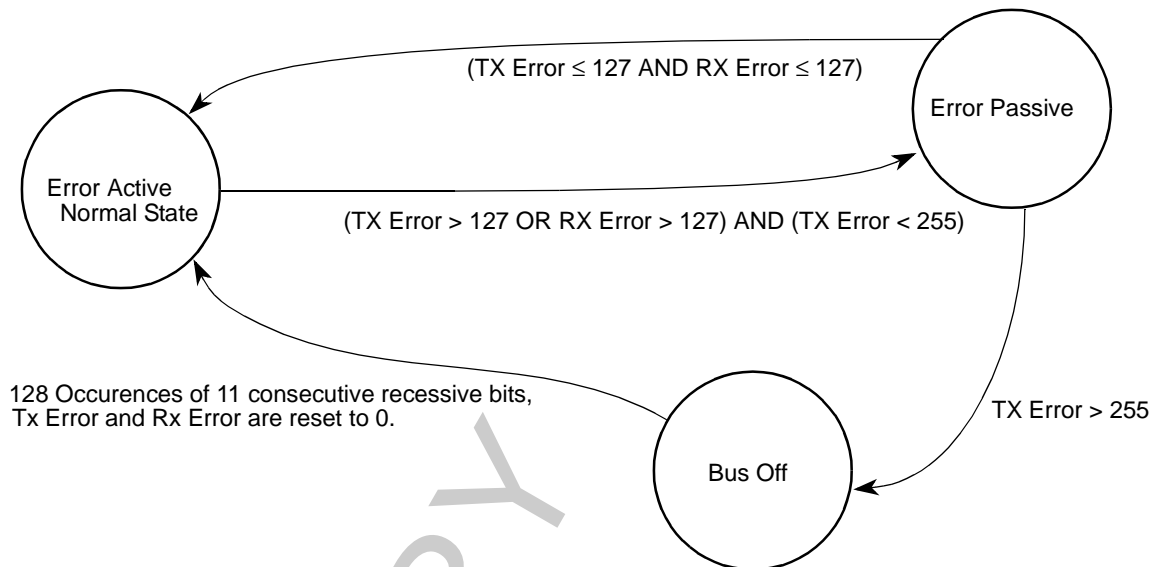 (TX Error ≤ 127 AND RX Error ≤ 127)
Error Passive
Error Active
Normal State
(TX Error > 127 OR RX Error > 127) AND (TX Error < 255)
128 Occurences of 11 consecutive recessive bits,
Tx Error and Rx Error are reset to 0.
TX Error > 255
Bus Off
P Y